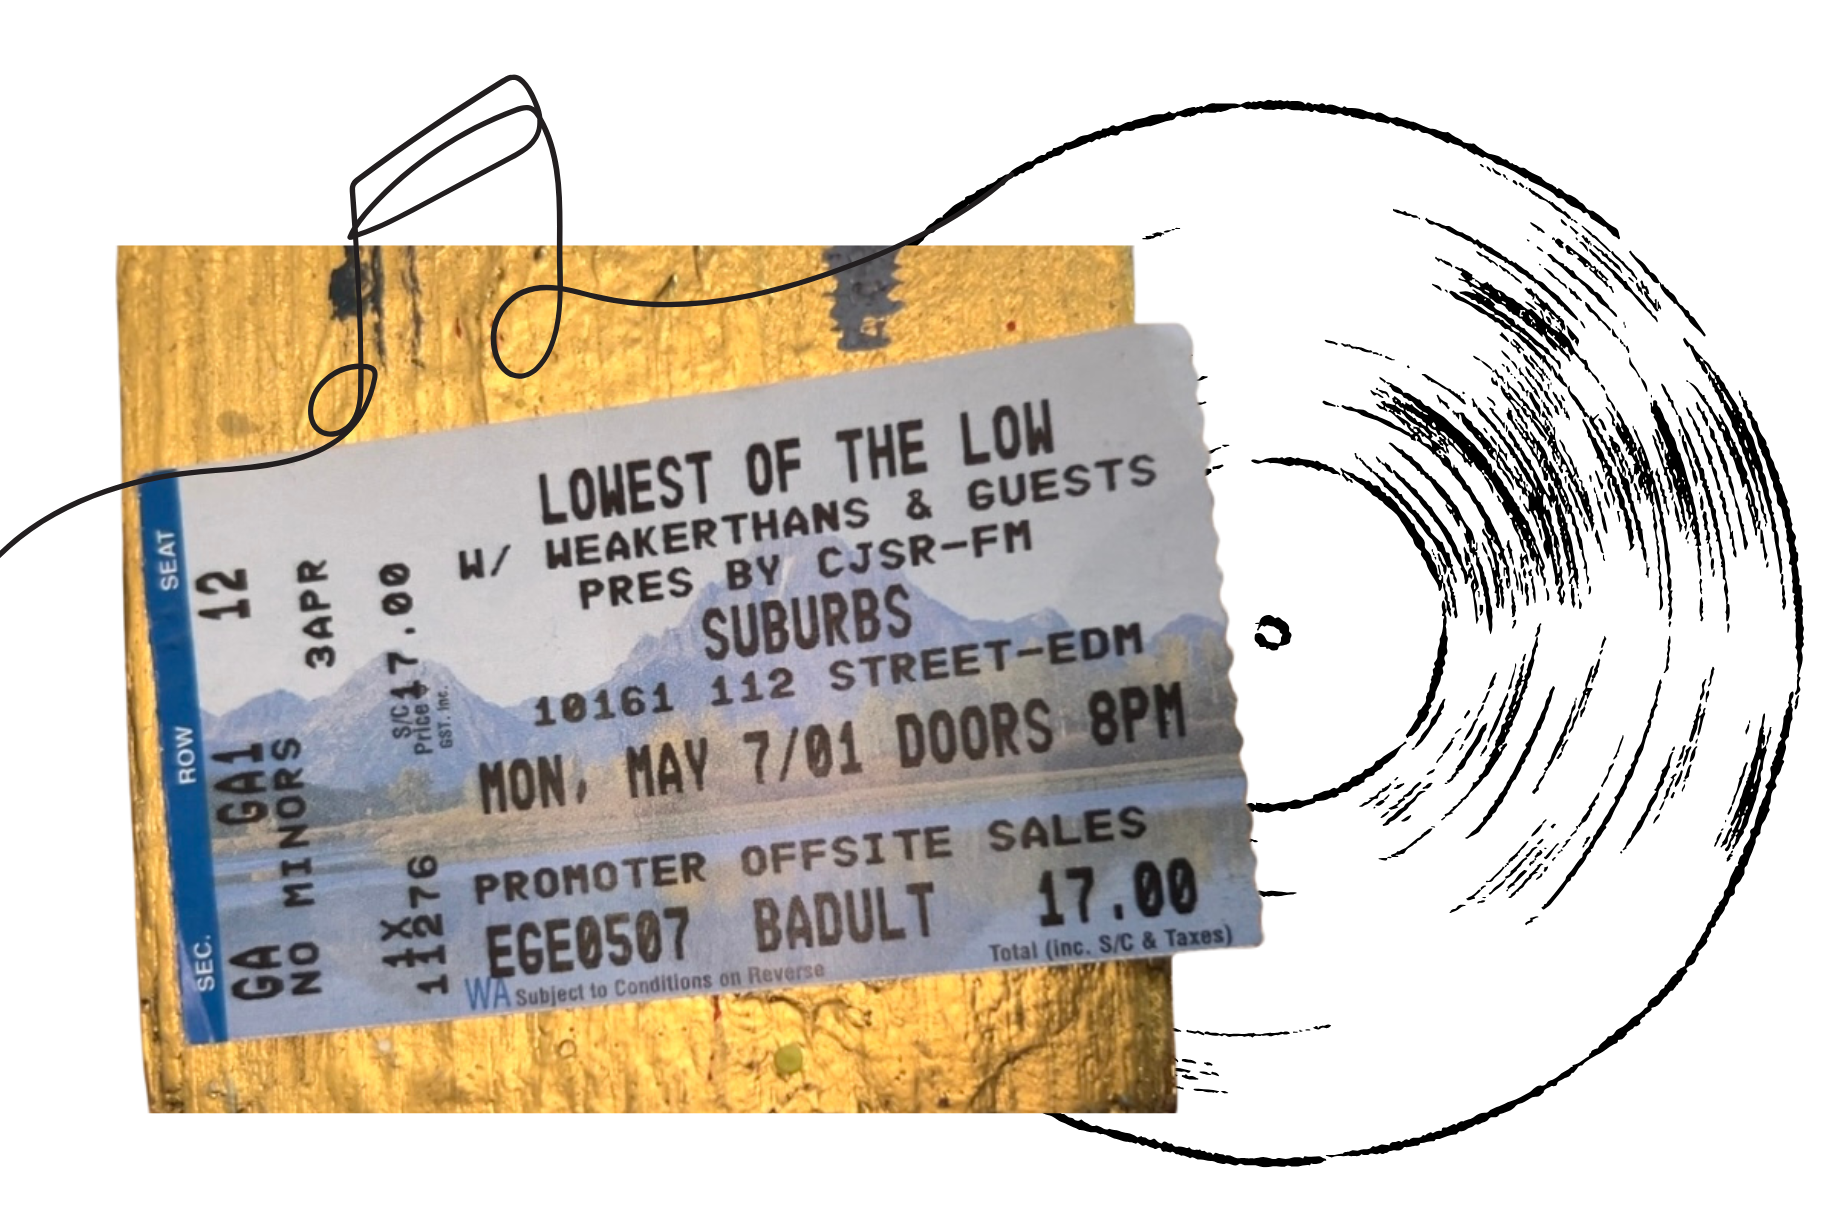 LOWEST OF THE LOW
W/ WEAKERTHANS & GUESTS
PRES BY CJSR-FM
SUBURBS
10161 112 STREET-EDM
MON, MAY 7/01 DOORS 8PM
PROMOTER OFFSITE SALES
EGE0507 BADULT 17.00
Total (inc. S/C & Taxes)
WA Subject to Conditions on Reverse
SEC. ROW SEAT
GA GA1 12
NO MINORS 3APR
1X S/C 17.00
Price
11276 GST. Inc.